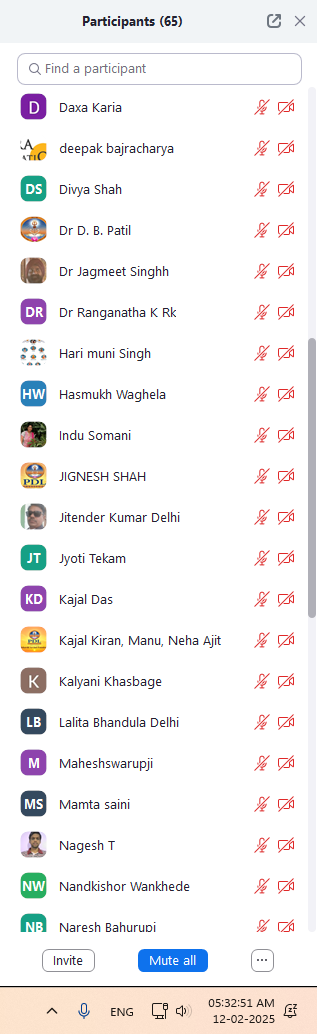 Participants (65)
Find a participant
D Daxa Karia
deepak bajracharya
DS Divya Shah
Dr D. B. Patil
Dr Jagmeet Singhh
DR Dr Ranganatha K Rk
Hari muni Singh
HW Hasmukh Waghela
Indu Somani
PDL JIGNESH SHAH
Jitender Kumar Delhi
JT Jyoti Tekam
KD Kajal Das
PDL Kajal Kiran, Manu, Neha Ajit
K Kalyani Khasbage
LB Lalita Bhandula Delhi
M Maheshswarupji
MS Mamta saini
Nagesh T
NW Nandkishor Wankhede
NB Naresh Bahurupi
Invite Mute all ...
ENG 05:32:51 AM
12-02-2025